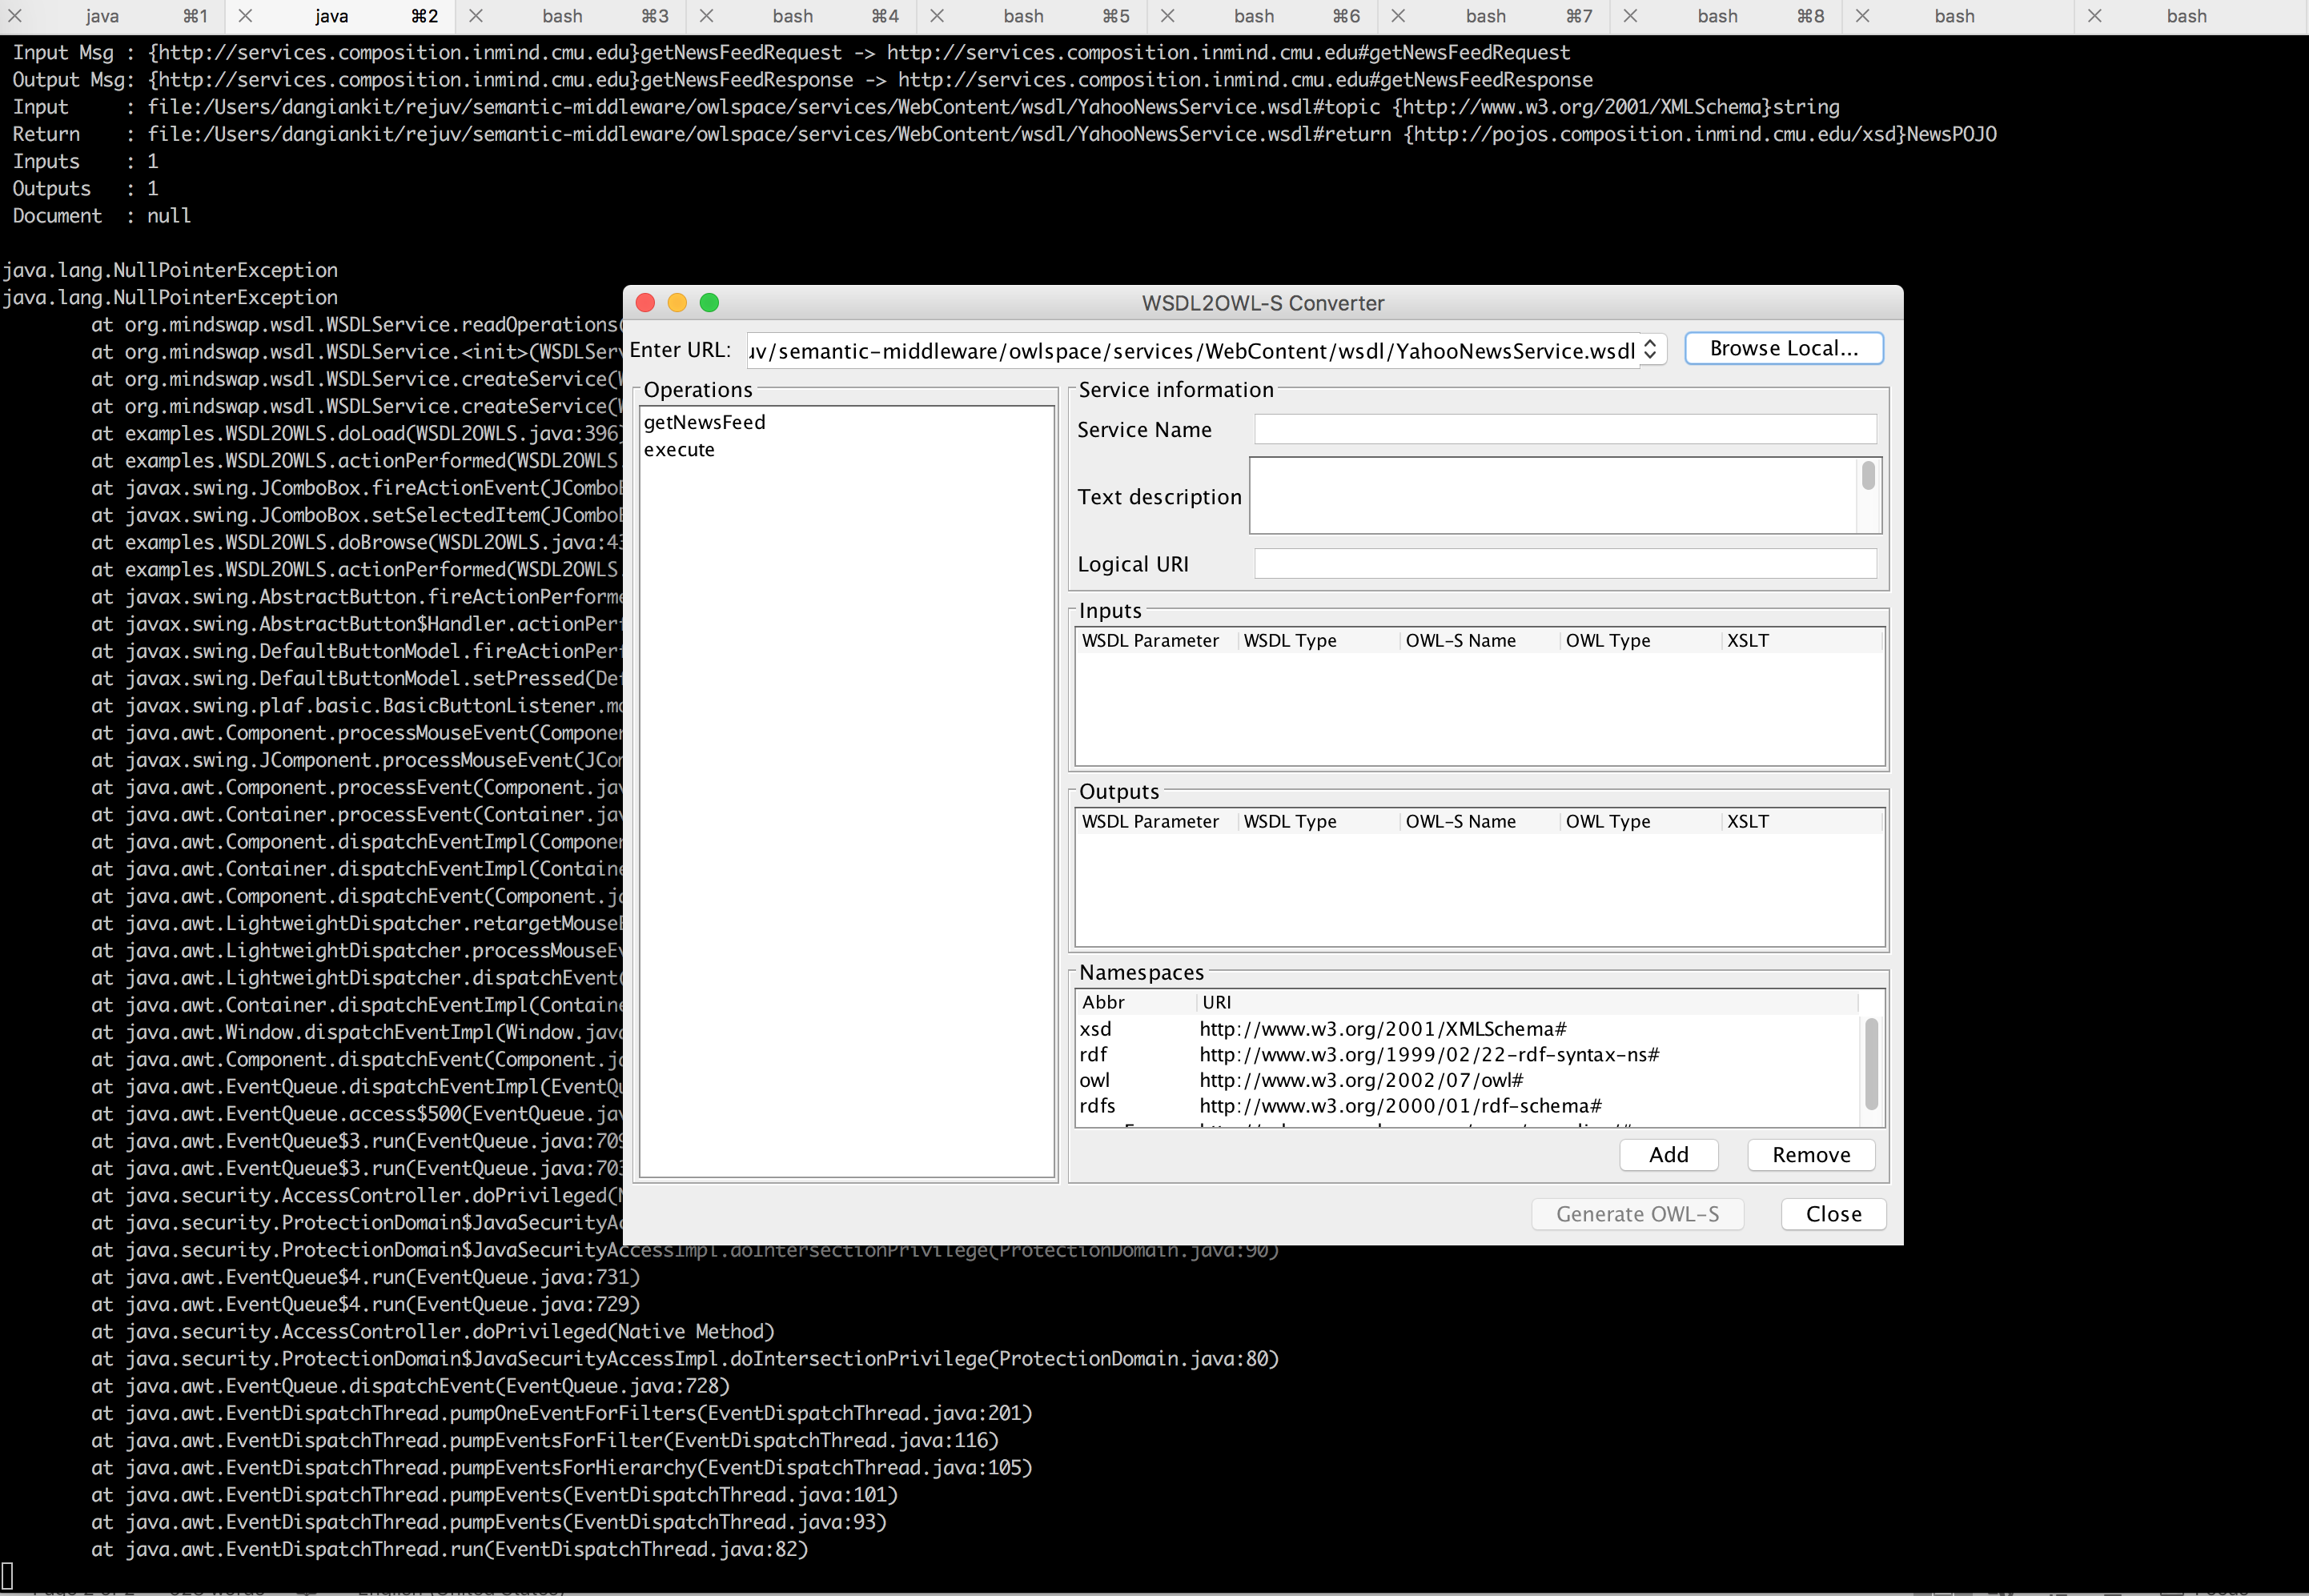 java ⌘1 java ⌘2 bash ⌘3 bash ⌘4 bash ⌘5 bash ⌘6 bash ⌘7 bash ⌘8 bash bash
Input Msg : {http://services.composition.inmind.cmu.edu}getNewsFeedRequest -> http://services.composition.inmind.cmu.edu#getNewsFeedRequest
Output Msg: {http://services.composition.inmind.cmu.edu}getNewsFeedResponse -> http://services.composition.inmind.cmu.edu#getNewsFeedResponse
Input : file:/Users/dangiankit/rejuv/semantic-middleware/owlspace/services/WebContent/wsdl/YahooNewsService.wsdl#topic {http://www.w3.org/2001/XMLSchema}string
Return : file:/Users/dangiankit/rejuv/semantic-middleware/owlspace/services/WebContent/wsdl/YahooNewsService.wsdl#return {http://pojos.composition.inmind.cmu.edu/xsd}NewsPOJO
Inputs : 1
Outputs : 1
Document : null
java.lang.NullPointerException
java.lang.NullPointerException
at org.mindswap.wsdl.WSDLService.readOperations(
at org.mindswap.wsdl.WSDLService.<init>(WSDLSer
at org.mindswap.wsdl.WSDLService.createService(
at org.mindswap.wsdl.WSDLService.createService(
at examples.WSDL2OWLS.doLoad(WSDL2OWLS.java:396)
at examples.WSDL2OWLS.actionPerformed(WSDL2OWLS.
at javax.swing.JComboBox.fireActionEvent(JCombo
at javax.swing.JComboBox.setSelectedItem(JCombo
at examples.WSDL2OWLS.doBrowse(WSDL2OWLS.java:43
at examples.WSDL2OWLS.actionPerformed(WSDL2OWLS.
at javax.swing.AbstractButton.fireActionPerforme
at javax.swing.AbstractButton$Handler.actionPer
at javax.swing.DefaultButtonModel.fireActionPer
at javax.swing.DefaultButtonModel.setPressed(De
at javax.swing.plaf.basic.BasicButtonListener.mo
at java.awt.Component.processMouseEvent(Componen
at javax.swing.JComponent.processMouseEvent(JCo
at java.awt.Component.processEvent(Component.jav
at java.awt.Container.processEvent(Container.jav
at java.awt.Component.dispatchEventImpl(Componen
at java.awt.Container.dispatchEventImpl(Containe
at java.awt.Component.dispatchEvent(Component.ja
at java.awt.LightweightDispatcher.retargetMouseE
at java.awt.LightweightDispatcher.processMouseEv
at java.awt.LightweightDispatcher.dispatchEvent(
at java.awt.Container.dispatchEventImpl(Containe
at java.awt.Window.dispatchEventImpl(Window.java
at java.awt.Component.dispatchEvent(Component.ja
at java.awt.EventQueue.dispatchEventImpl(EventQu
at java.awt.EventQueue.access$500(EventQueue.jav
at java.awt.EventQueue$3.run(EventQueue.java:709
at java.awt.EventQueue$3.run(EventQueue.java:703
at java.security.AccessController.doPrivileged(
at java.security.ProtectionDomain$JavaSecurityAc
at java.security.ProtectionDomain$JavaSecurityAccessImpl.doIntersectionPrivilege(ProtectionDomain.java:90)
at java.awt.EventQueue$4.run(EventQueue.java:731)
at java.awt.EventQueue$4.run(EventQueue.java:729)
at java.security.AccessController.doPrivileged(Native Method)
at java.security.ProtectionDomain$JavaSecurityAccessImpl.doIntersectionPrivilege(ProtectionDomain.java:80)
at java.awt.EventQueue.dispatchEvent(EventQueue.java:728)
at java.awt.EventDispatchThread.pumpOneEventForFilters(EventDispatchThread.java:201)
at java.awt.EventDispatchThread.pumpEventsForFilter(EventDispatchThread.java:116)
at java.awt.EventDispatchThread.pumpEventsForHierarchy(EventDispatchThread.java:105)
at java.awt.EventDispatchThread.pumpEvents(EventDispatchThread.java:101)
at java.awt.EventDispatchThread.pumpEvents(EventDispatchThread.java:93)
at java.awt.EventDispatchThread.run(EventDispatchThread.java:82)
WSDL2OWL-S Converter
Enter URL: uv/semantic-middleware/owlspace/services/WebContent/wsdl/YahooNewsService.wsdl Browse Local...
Operations
getNewsFeed
execute
Service information
Service Name
Text description
Logical URI
Inputs
WSDL Parameter WSDL Type OWL-S Name OWL Type XSLT
Outputs
WSDL Parameter WSDL Type OWL-S Name OWL Type XSLT
Namespaces
Abbr URI
xsd http://www.w3.org/2001/XMLSchema#
rdf http://www.w3.org/1999/02/22-rdf-syntax-ns#
owl http://www.w3.org/2002/07/owl#
rdfs http://www.w3.org/2000/01/rdf-schema#
Add Remove
Generate OWL-S Close